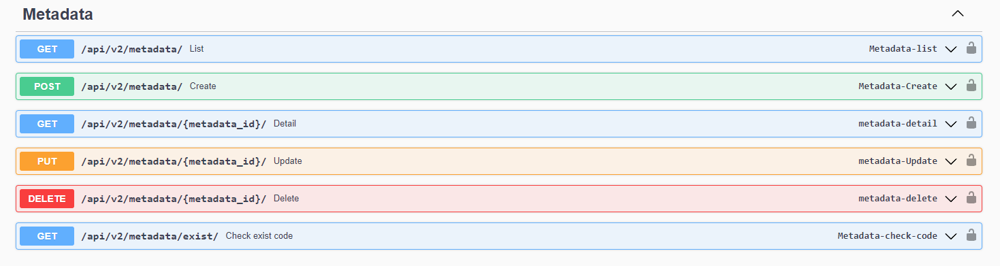 Metadata
GET /api/v2/metadata/ List Metadata-list
POST /api/v2/metadata/ Create Metadata-Create
GET /api/v2/metadata/{metadata_id}/ Detail metadata-detail
PUT /api/v2/metadata/{metadata_id}/ Update metadata-Update
DELETE /api/v2/metadata/{metadata_id}/ Delete metadata-delete
GET /api/v2/metadata/exist/ Check exist code Metadata-check-code